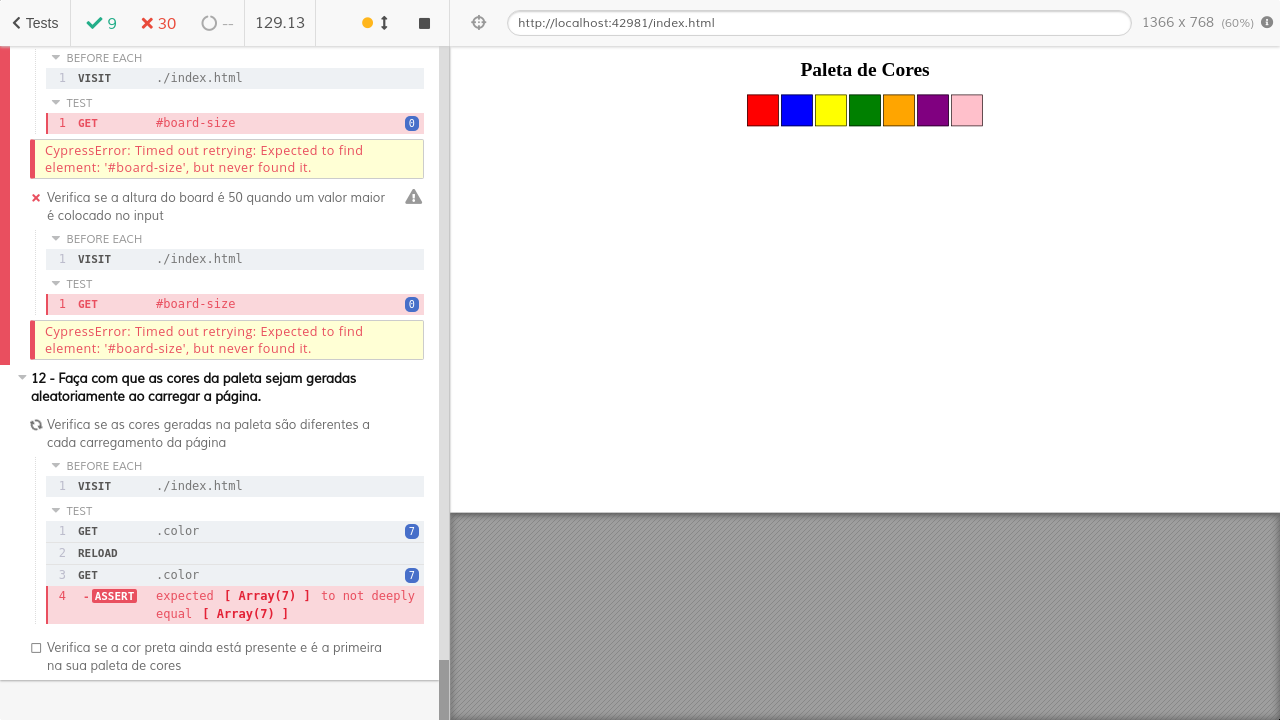 Tests
9
30
--
129.13
http://localhost:42981/index.html
1366 x 768 (60%)
BEFORE EACH
1 VISIT ./index.html
TEST
1 GET #board-size 0
CypressError: Timed out retrying: Expected to find
element: '#board-size', but never found it.
Verifica se a altura do board é 50 quando um valor maior
é colocado no input
BEFORE EACH
1 VISIT ./index.html
TEST
1 GET #board-size 0
CypressError: Timed out retrying: Expected to find
element: '#board-size', but never found it.
12 - Faça com que as cores da paleta sejam geradas
aleatoriamente ao carregar a página.
Verifica se as cores geradas na paleta são diferentes a
cada carregamento da página
BEFORE EACH
1 VISIT ./index.html
TEST
1 GET .color 7
2 RELOAD
3 GET .color 7
4 -ASSERT expected [ Array(7) ] to not deeply
equal [ Array(7) ]
Verifica se a cor preta ainda está presente e é a primeira
na sua paleta de cores
Paleta de Cores